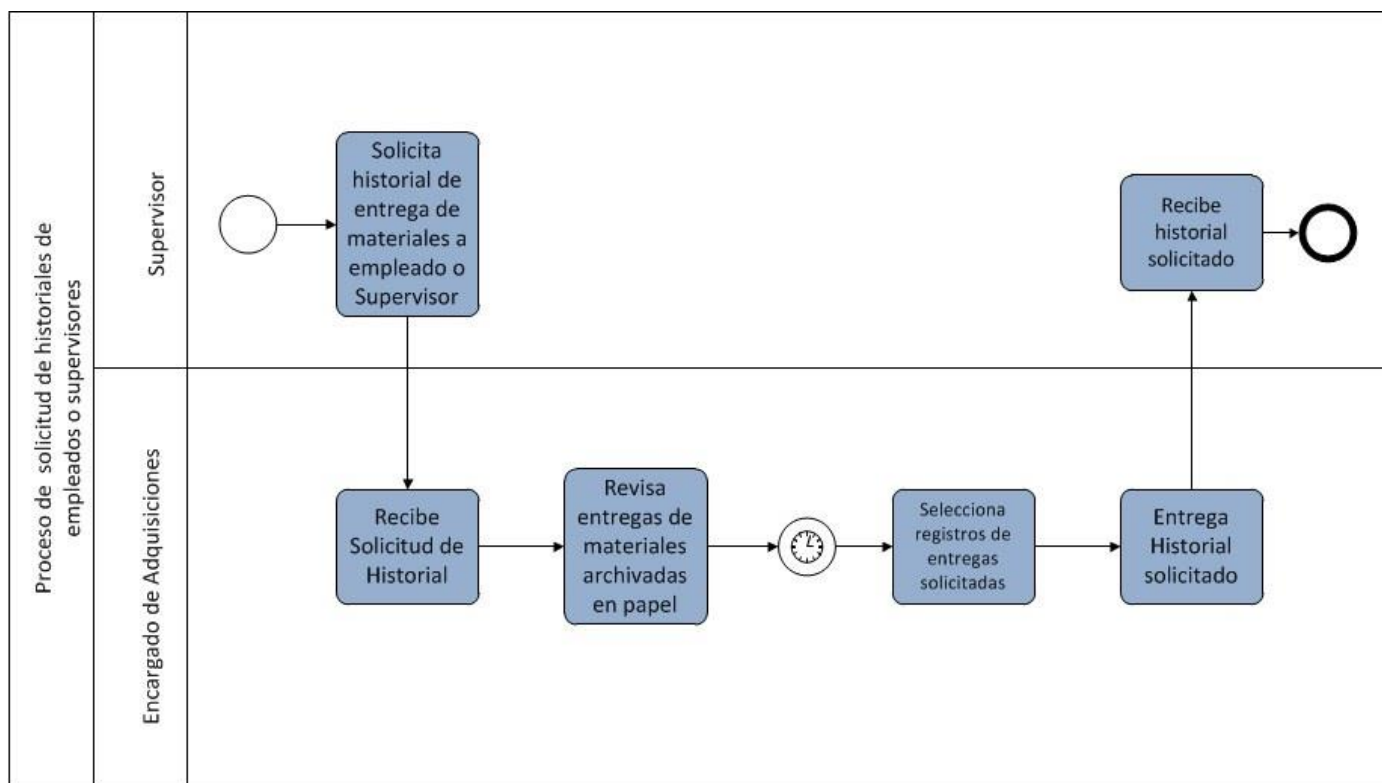 Proceso de solicitud de historiales de
empleados o supervisores
Supervisor
Solicita
historial de
entrega de
materiales a
empleado o
Supervisor
Recibe
historial
solicitado
Encargado de Adquisiciones
Recibe
Solicitud de
Historial
Revisa
entregas de
materiales
archivadas
en papel
Selecciona
registros de
entregas
solicitadas
Entrega
Historial
solicitado